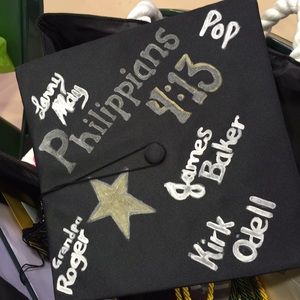 Pop
Larry
May
Philippians
4:13
James
Baker
Grandpa
Roger
Kirk
Odell